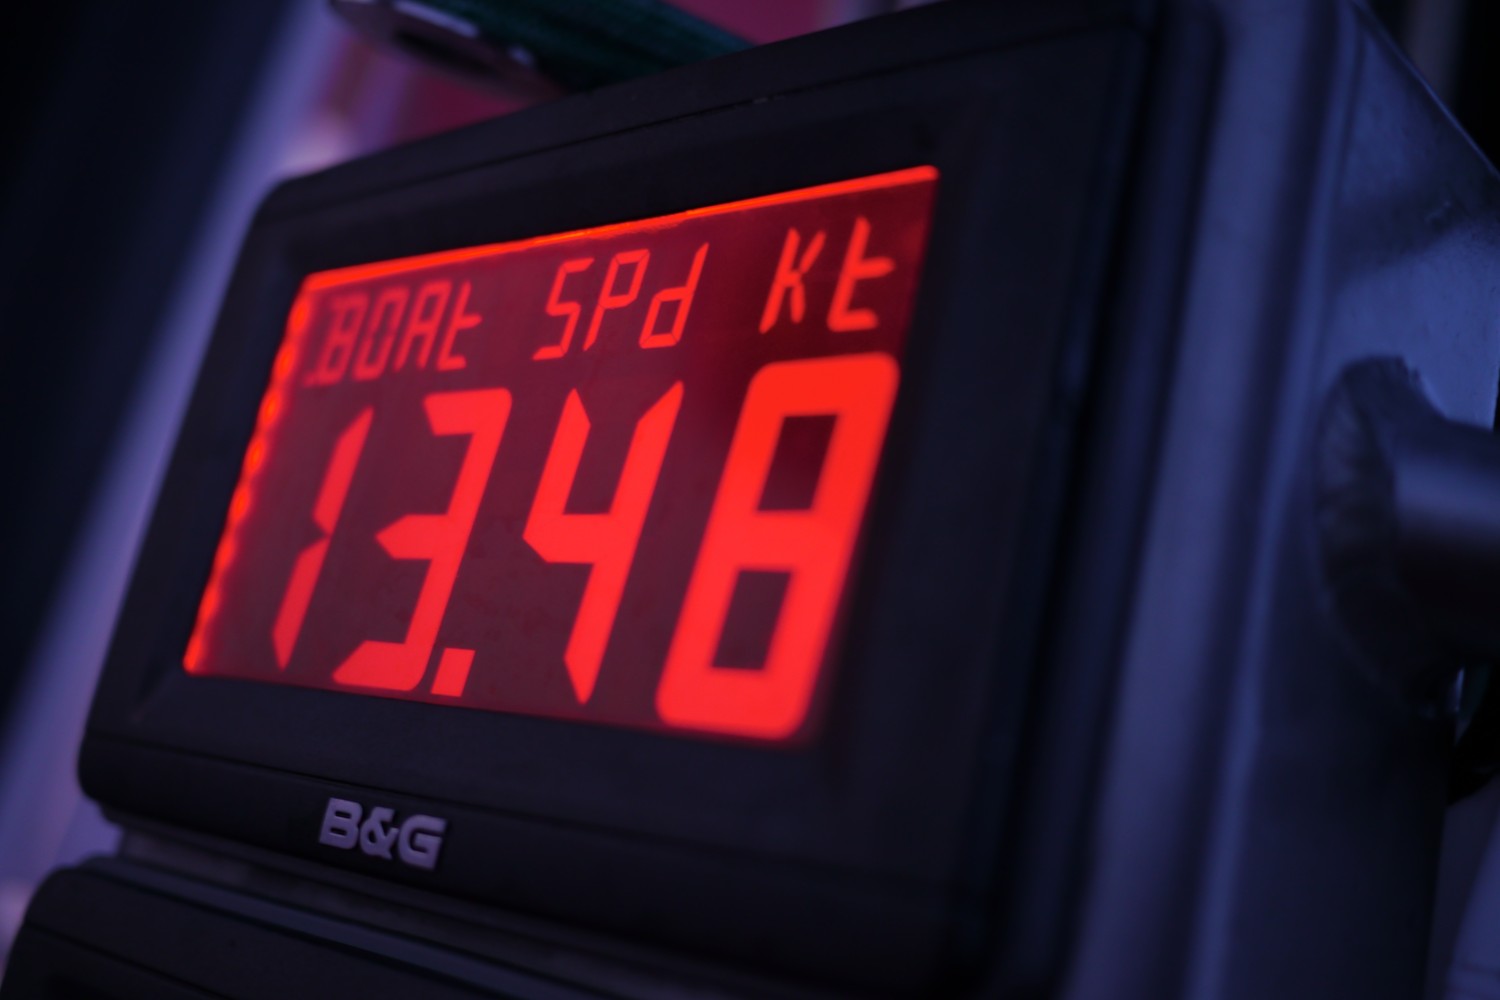 BOAt SPd Kt
13.48
B&G